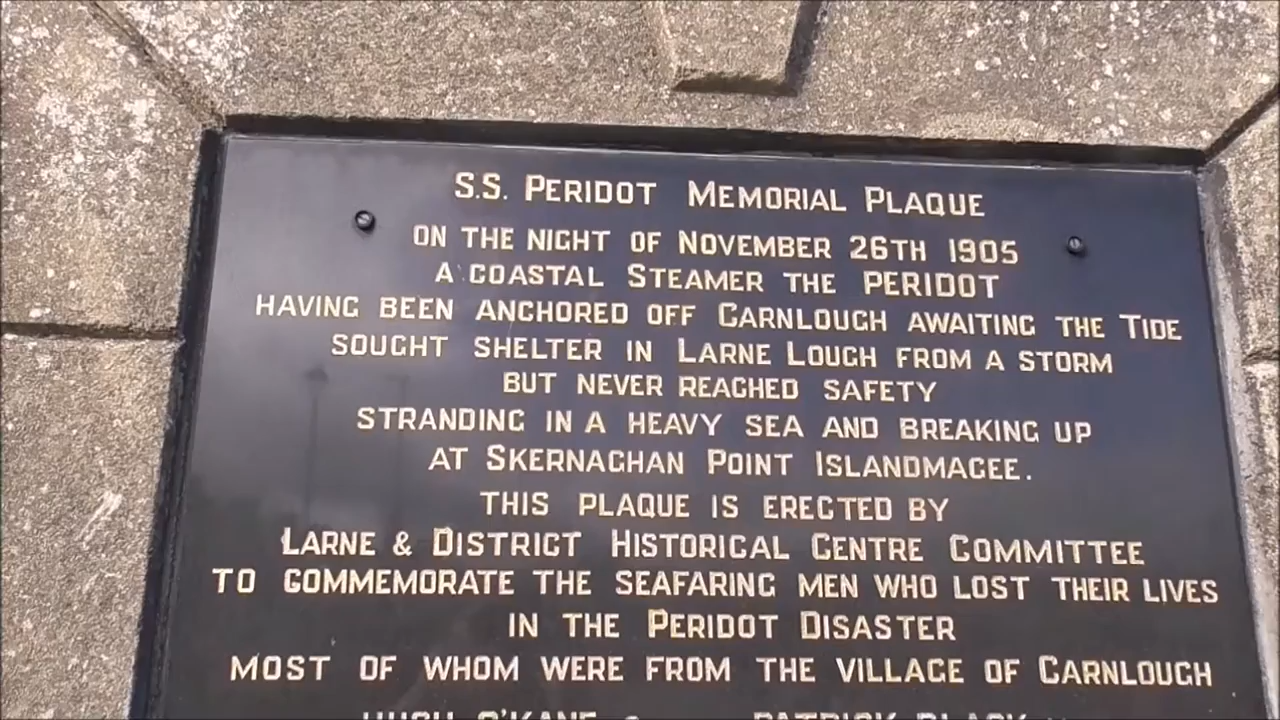 S.S. PERIDOT MEMORIAL PLAQUE
ON THE NIGHT OF NOVEMBER 26TH 1905
A COASTAL STEAMER THE PERIDOT
HAVING BEEN ANCHORED OFF CARNLOUGH AWAITING THE TIDE
SOUGHT SHELTER IN LARNE LOUGH FROM A STORM
BUT NEVER REACHED SAFETY
STRANDING IN A HEAVY SEA AND BREAKING UP
AT SKERNAGHAN POINT ISLANDMAGEE.
THIS PLAQUE IS ERECTED BY
LARNE & DISTRICT HISTORICAL CENTRE COMMITTEE
TO COMMEMORATE THE SEAFARING MEN WHO LOST THEIR LIVES
IN THE PERIDOT DISASTER
MOST OF WHOM WERE FROM THE VILLAGE OF CARNLOUGH
HUGH O'KANE PATRICK BLACK